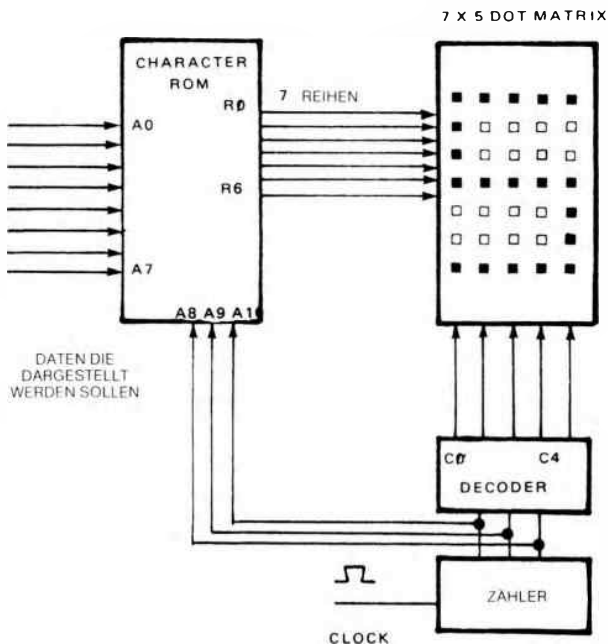 7 X 5 DOT MATRIX
CHARACTER
ROM
RØ
7 REIHEN
A0
R6
A7
A8 A9 A10
DATEN DIE
DARGESTELLT
WERDEN SOLLEN
CØ
C4
DECODER
ZÄHLER
CLOCK